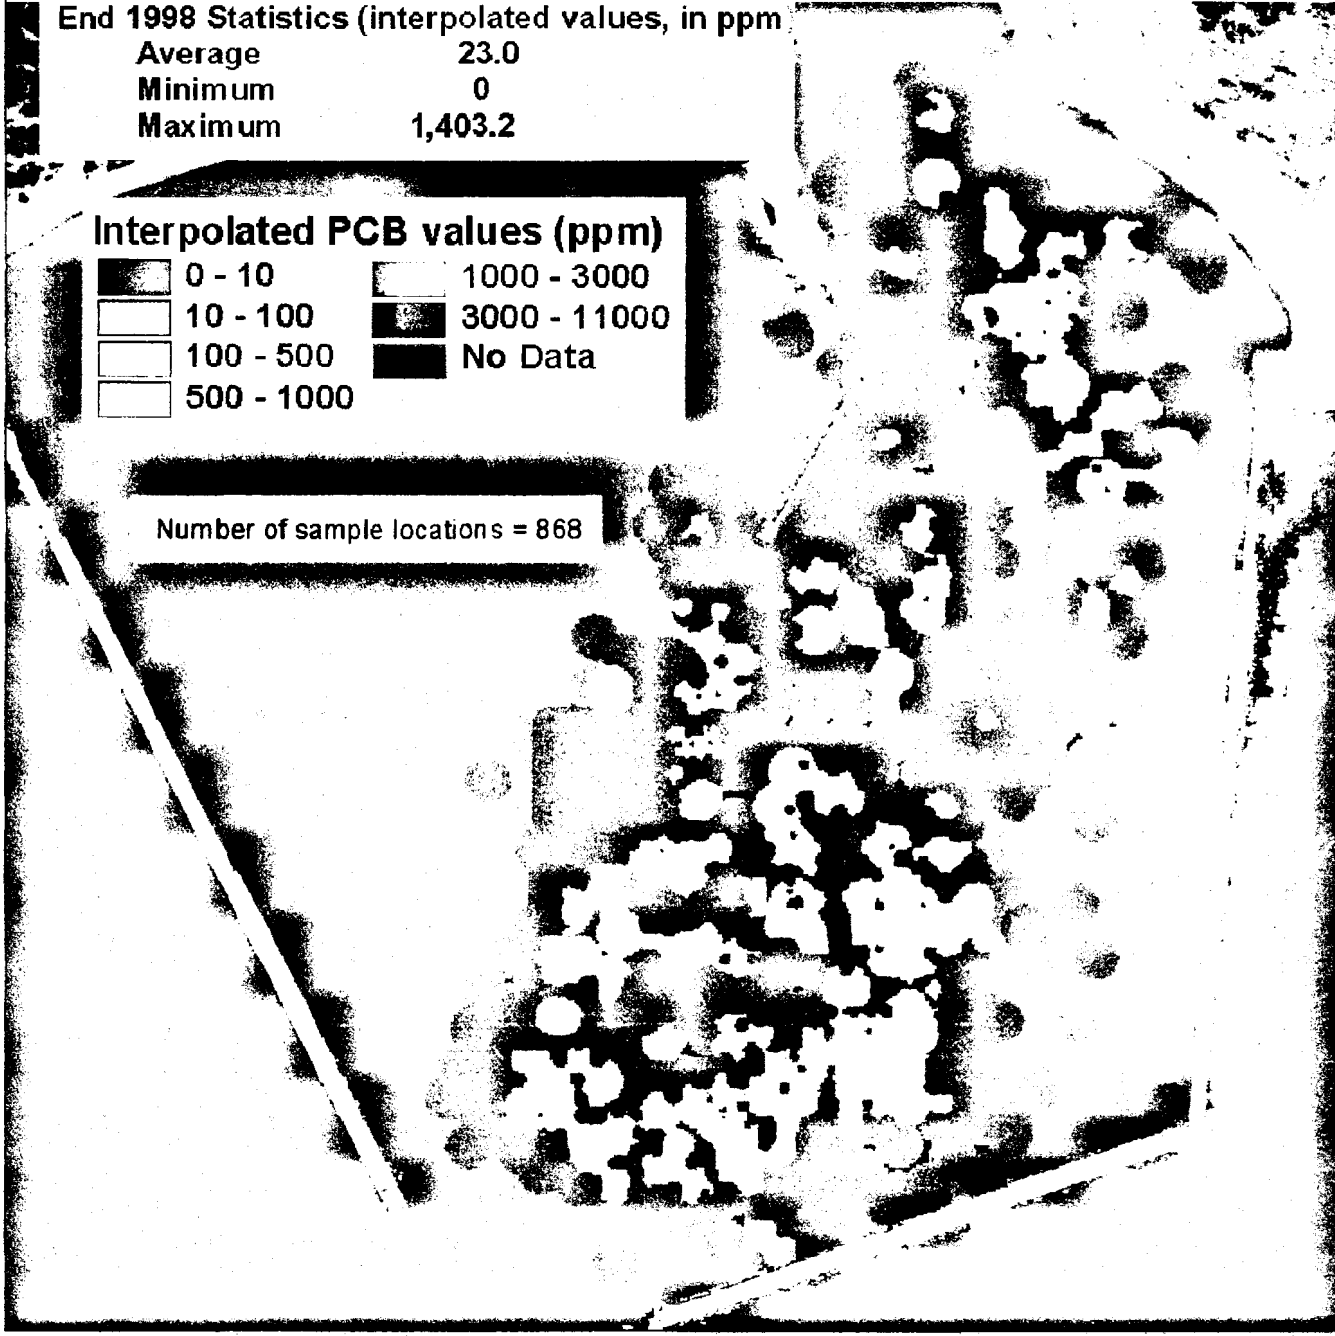 End 1998 Statistics (interpolated values, in ppm
Average 23.0
Minimum 0
Maximum 1,403.2
Interpolated PCB values (ppm)
0 - 10 1000 - 3000
10 - 100 3000 - 11000
100 - 500 No Data
500 - 1000
Number of sample locations = 868